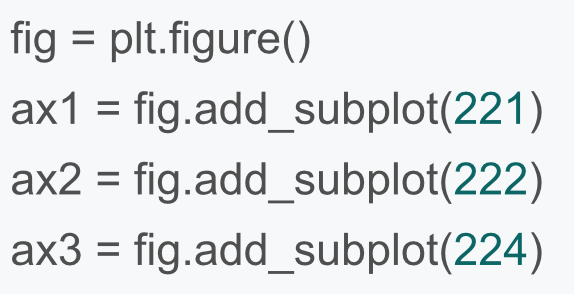 fig = plt.figure()
ax1 = fig.add_subplot(221)
ax2 = fig.add_subplot(222)
ax3 = fig.add_subplot(224)